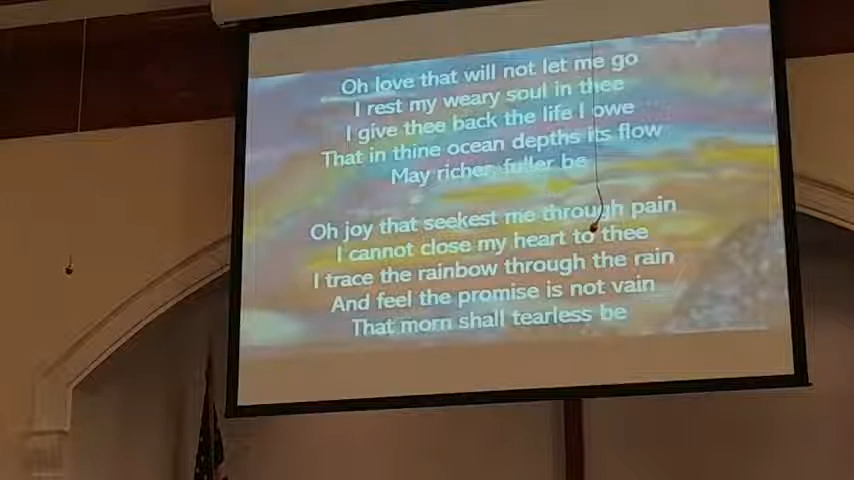 Oh love that will not let me go
I rest my weary soul in thee
I give thee back the life I owe
That in thine ocean depths its flow
May richer, fuller be
Oh joy that seekest me through pain
I cannot close my heart to thee
I trace the rainbow through the rain
And feel the promise is not vain
That morn shall tearless be